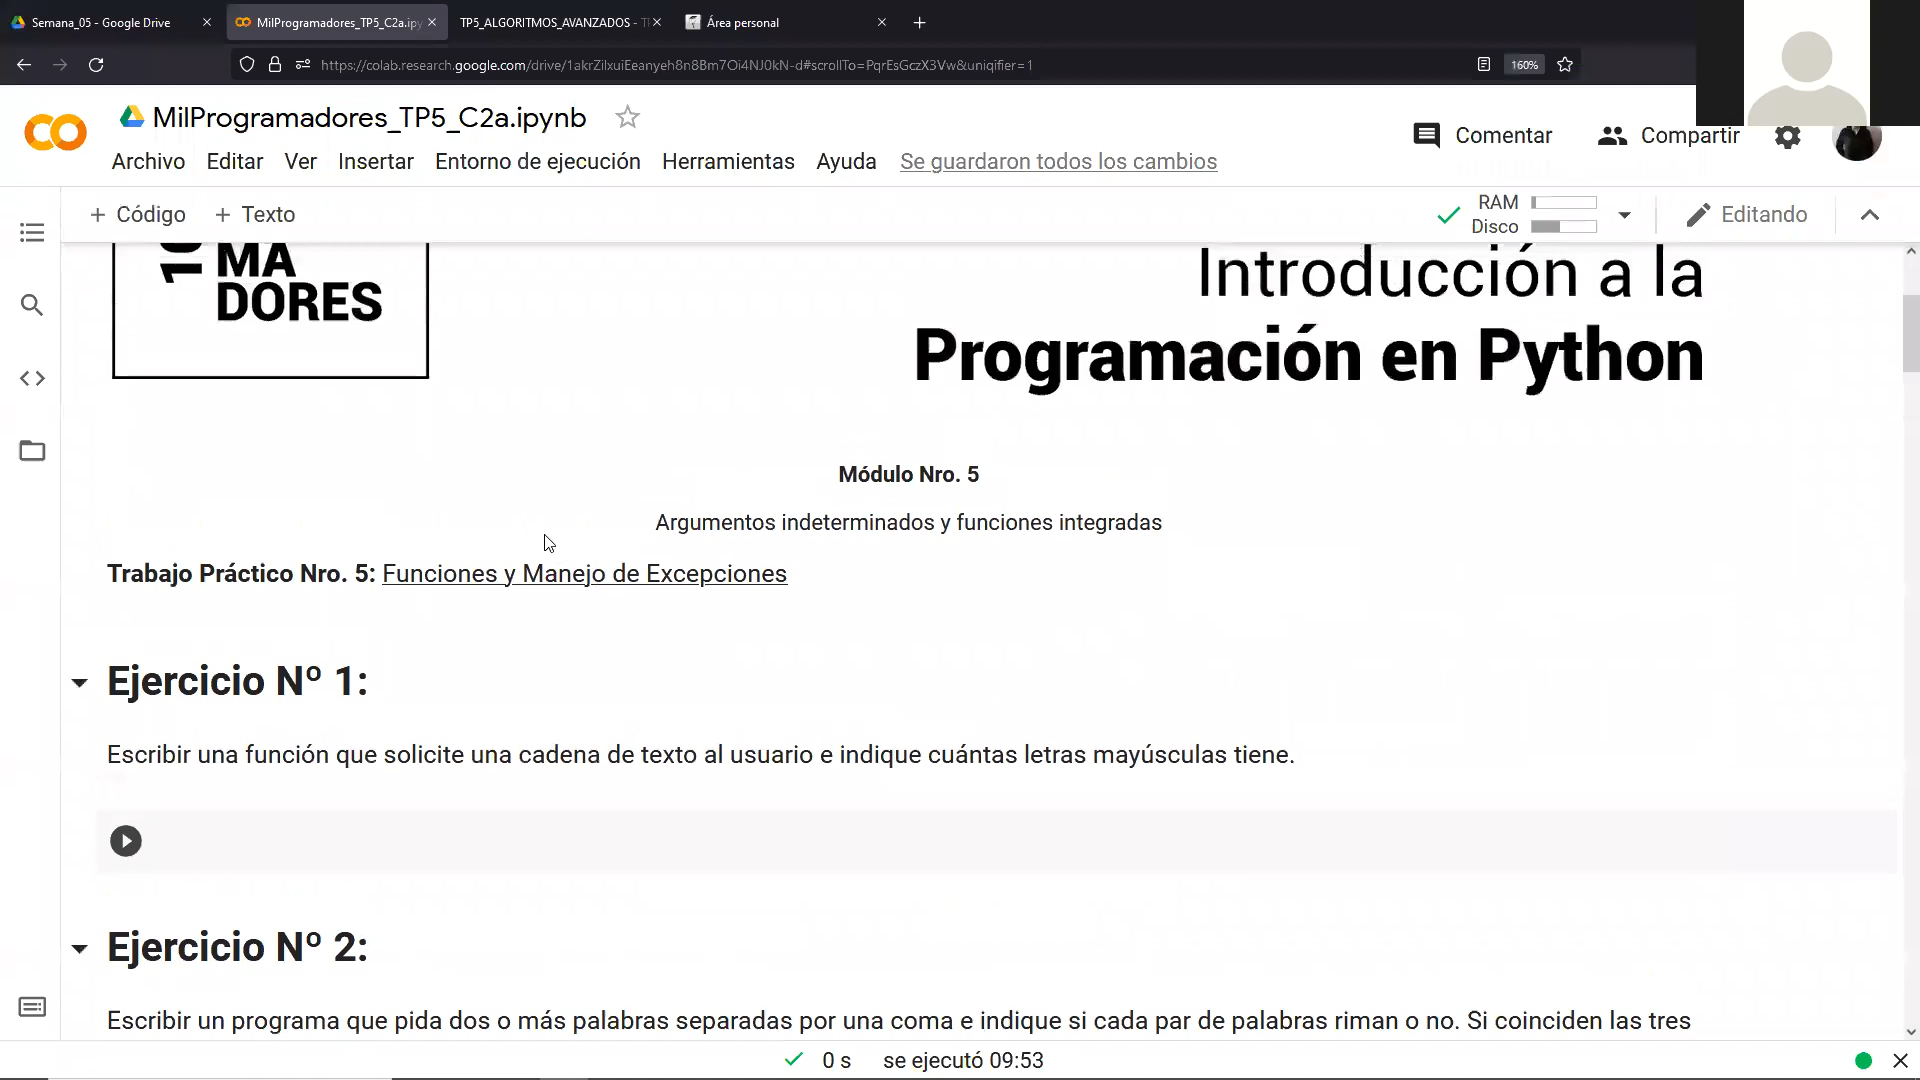 Semana_05 - Google Drive
MilProgramadores_TP5_C2a.ipy
TP5_ALGORITMOS_AVANZADOS - T
Área personal
https://colab.research.google.com/drive/1akrZilxuiEeanyeh8n8Bm7Oi4NJ0kN-d#scrollTo=PqrEsGczX3Vw&uniqifier=1
160%
MilProgramadores_TP5_C2a.ipynb
Comentar
Compartir
Archivo Editar Ver Insertar Entorno de ejecución Herramientas Ayuda Se guardaron todos los cambios
+ Código + Texto
RAM
Disco
Editando
MA
DORES
Introducción a la
Programación en Python
Módulo Nro. 5
Argumentos indeterminados y funciones integradas
Trabajo Práctico Nro. 5: Funciones y Manejo de Excepciones
Ejercicio Nº 1:
Escribir una función que solicite una cadena de texto al usuario e indique cuántas letras mayúsculas tiene.
Ejercicio Nº 2:
Escribir un programa que pida dos o más palabras separadas por una coma e indique si cada par de palabras riman o no. Si coinciden las tres
0 s se ejecutó 09:53